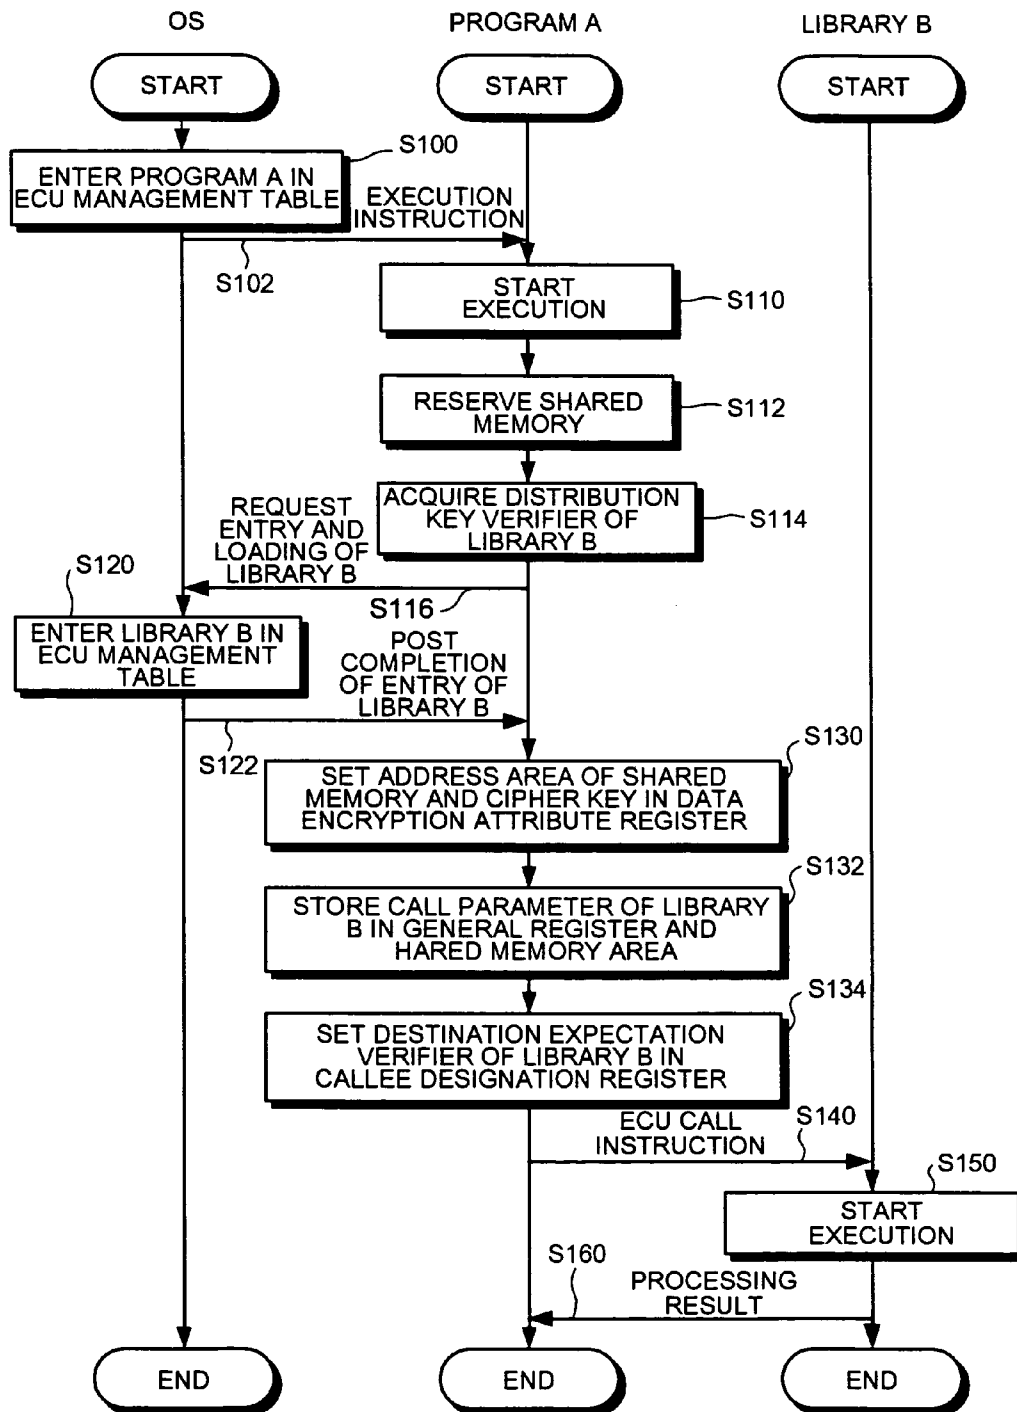 OS
PROGRAM A
LIBRARY B
START
START
START
S100
ENTER PROGRAM A IN
ECU MANAGEMENT TABLE
EXECUTION
INSTRUCTION
S102
START
EXECUTION
S110
RESERVE SHARED
MEMORY
S112
ACQUIRE DISTRIBUTION
KEY VERIFIER OF
LIBRARY B
S114
REQUEST
ENTRY AND
LOADING OF
LIBRARY B
S116
S120
ENTER LIBRARY B IN
ECU MANAGEMENT
TABLE
POST
COMPLETION
OF ENTRY OF
LIBRARY B
S122
S130
SET ADDRESS AREA OF SHARED
MEMORY AND CIPHER KEY IN DATA
ENCRYPTION ATTRIBUTE REGISTER
S132
STORE CALL PARAMETER OF LIBRARY
B IN GENERAL REGISTER AND
HARED MEMORY AREA
S134
SET DESTINATION EXPECTATION
VERIFIER OF LIBRARY B IN
CALLEE DESIGNATION REGISTER
ECU CALL
INSTRUCTION
S140
S150
START
EXECUTION
S160
PROCESSING
RESULT
END
END
END